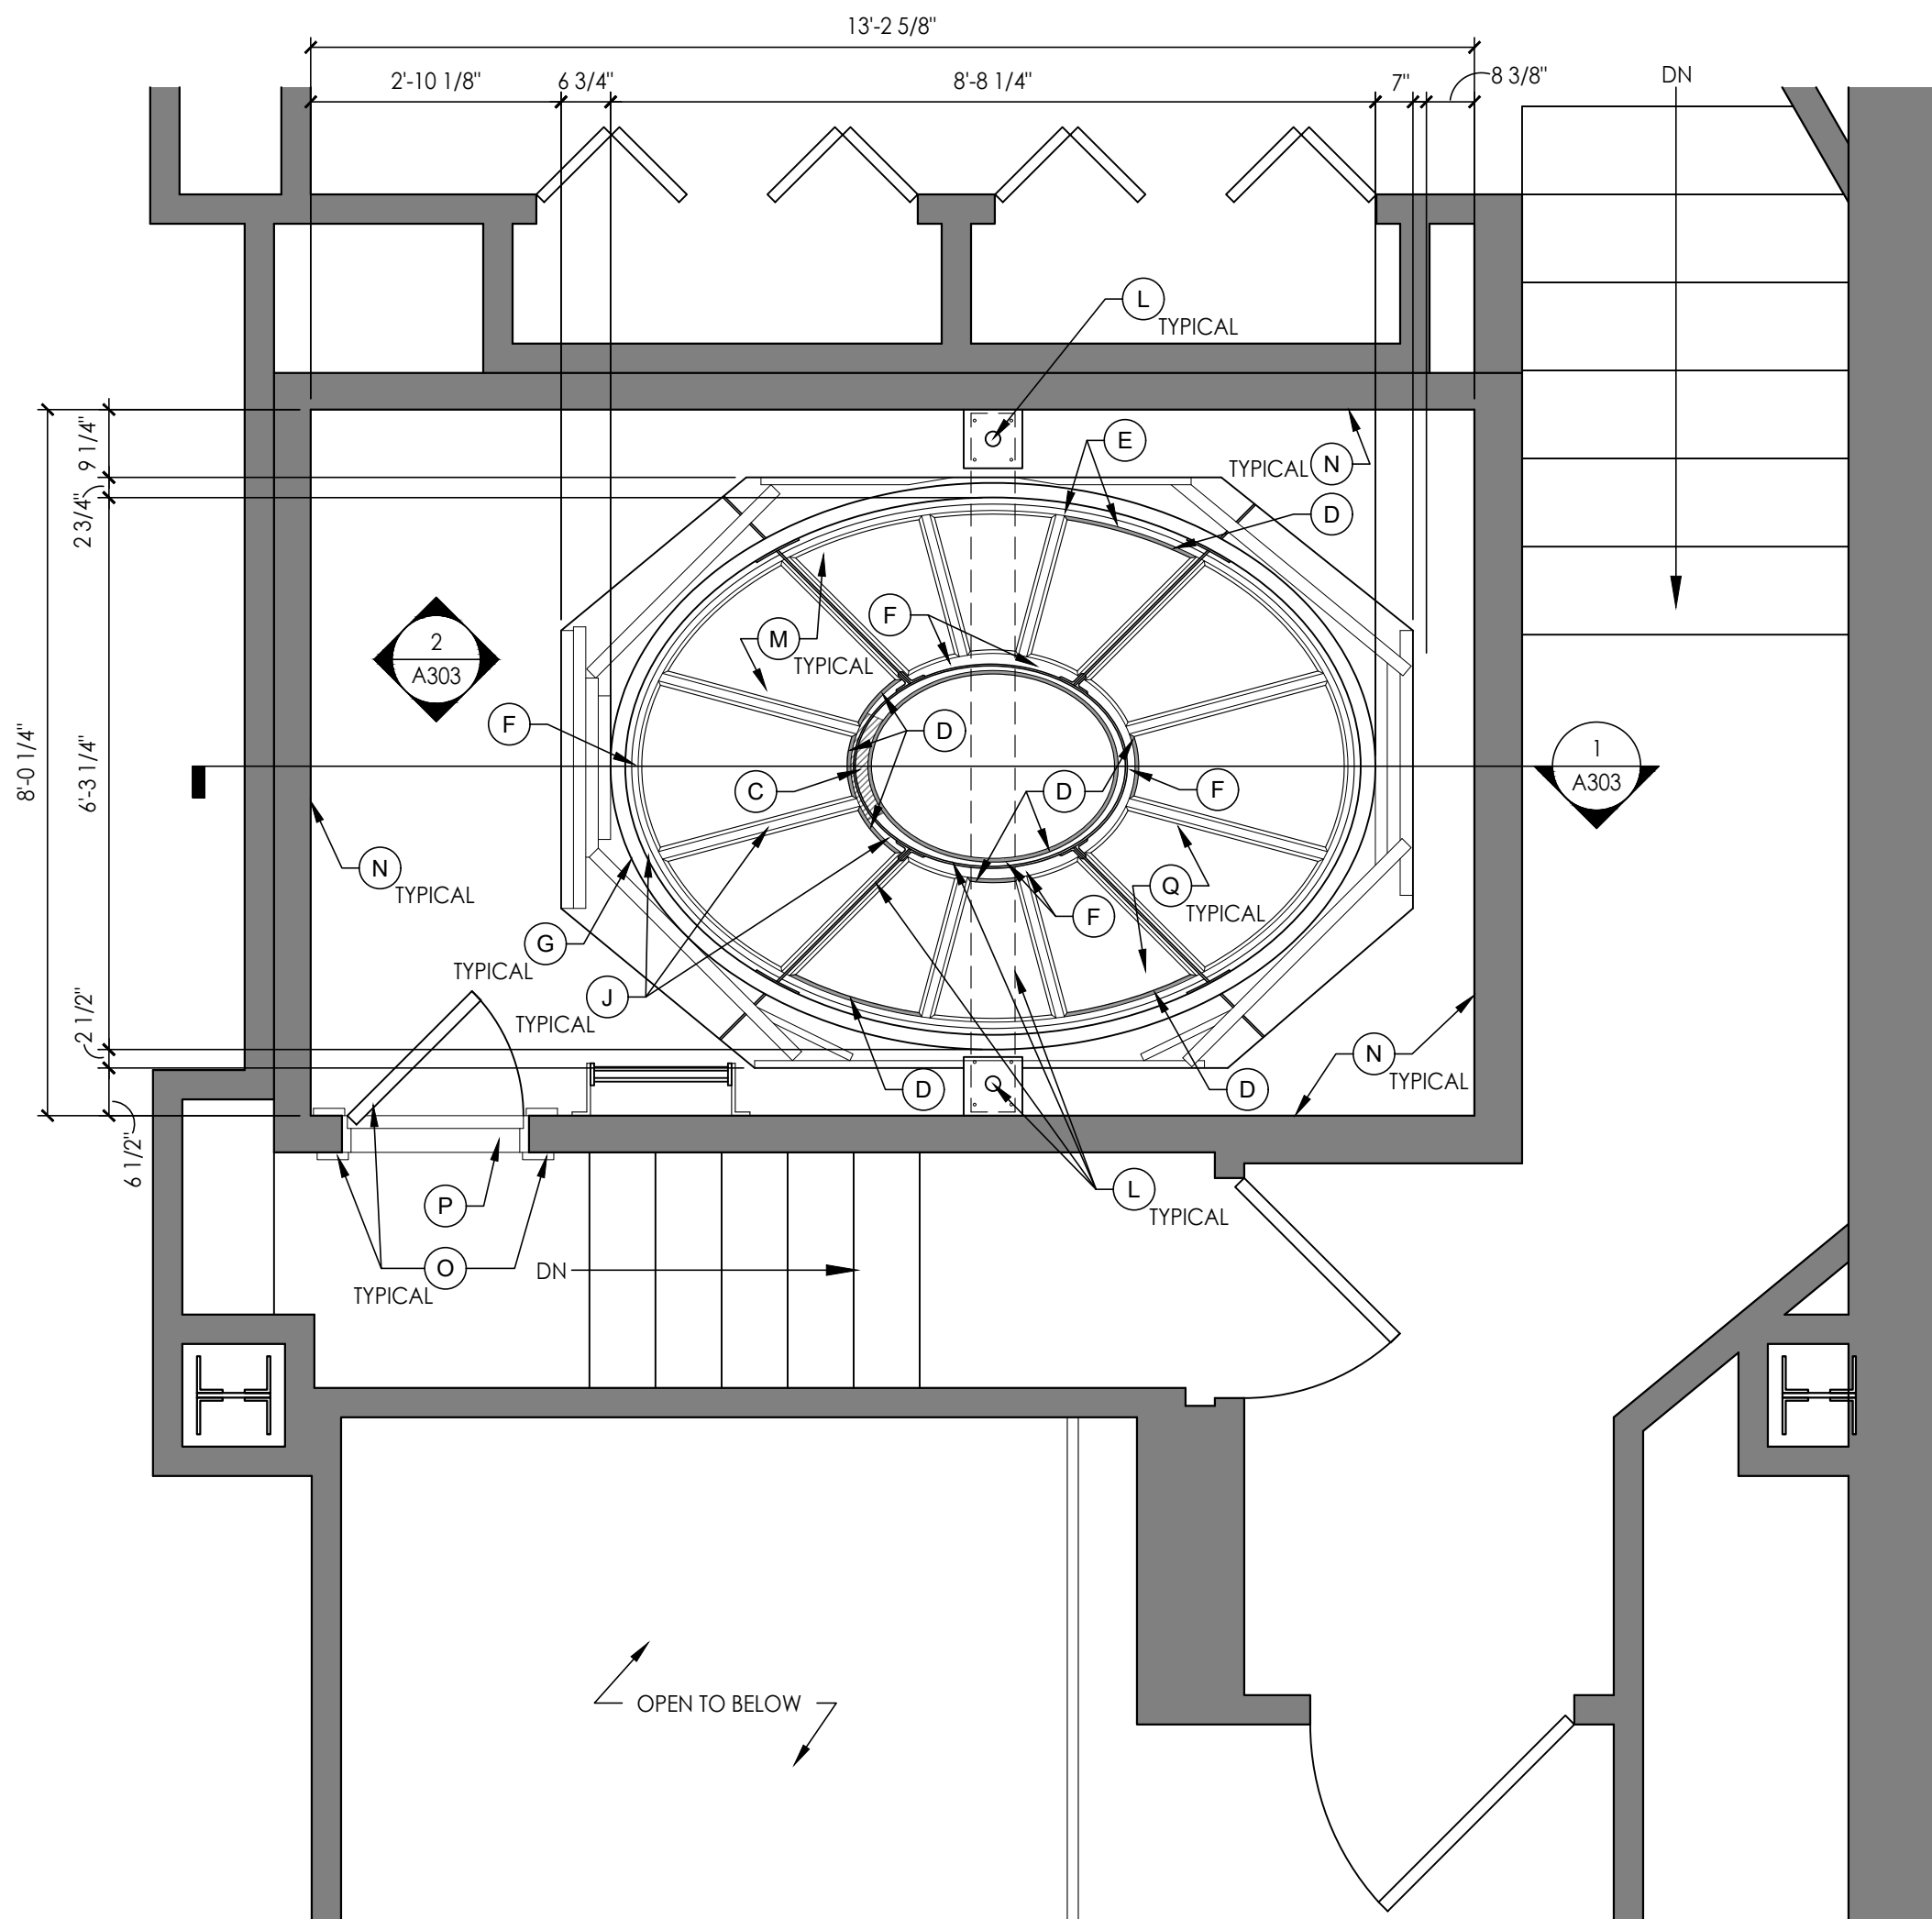 13'-2 5/8"
2'-10 1/8"
6 3/4"
8'-8 1/4"
7"
8 3/8"
DN
L
TYPICAL
9 1/4"
E
TYPICAL
N
2 3/4"
D
F
M
TYPICAL
2
A303
F
D
8'-0 1/4"
6'-3 1/4"
C
D
F
1
A303
N
TYPICAL
Q
TYPICAL
F
G
TYPICAL
J
TYPICAL
2 1/2"
N
TYPICAL
D
D
6 1/2"
L
TYPICAL
P
O
TYPICAL
DN
OPEN TO BELOW